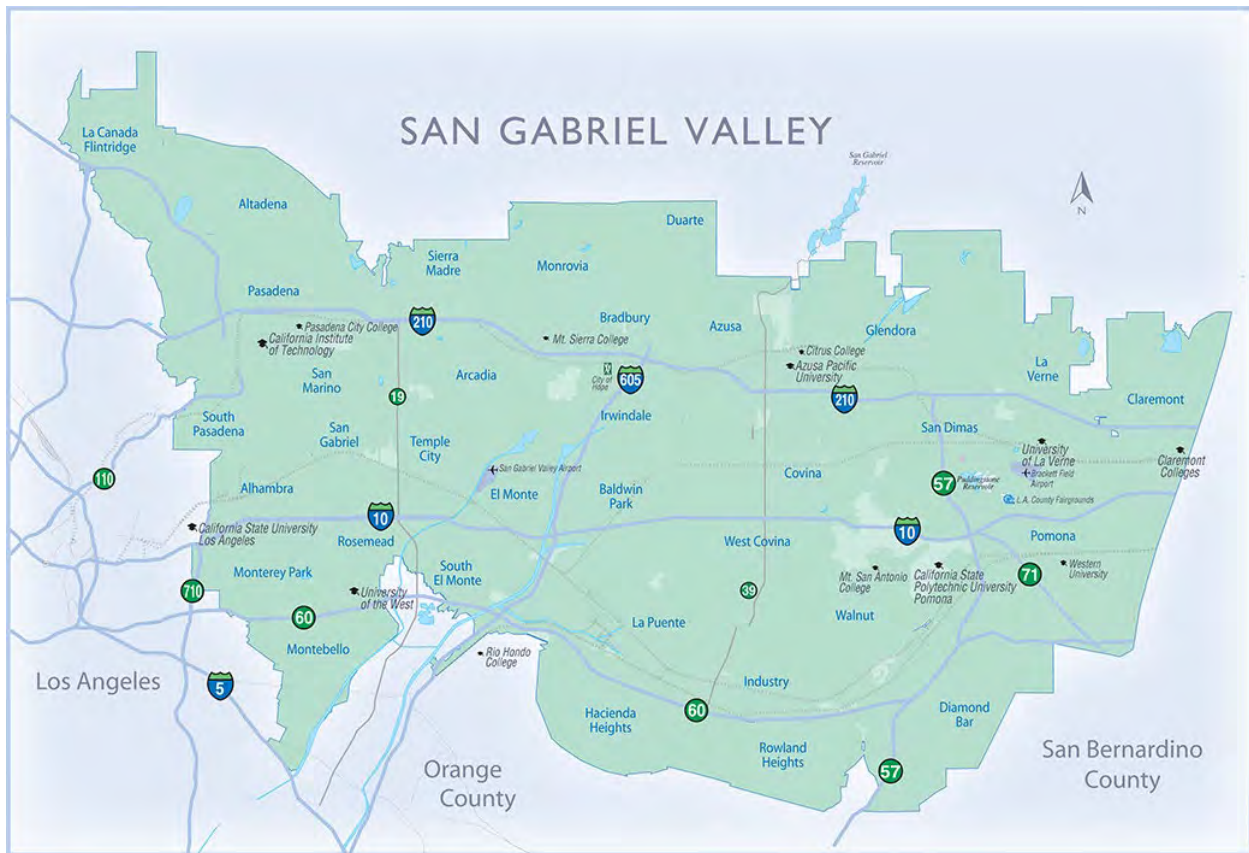 SAN GABRIEL VALLEY
La Canada
Flintridge
San Gabriel
Reservoir
N
Altadena
Duarte
Sierra
Madre
Monrovia
Pasadena
210
Bradbury
Azusa
Glendora
Pasadena City College
California Institute
of Technology
Mt. Sierra College
Citrus College
Azusa Pacific
University
La
Verne
San
Marino
Arcadia
City of
Hope
605
19
Irwindale
210
Claremont
South
Pasadena
San
Gabriel
Temple
City
San Dimas
University
of La Verne
Claremont
Colleges
110
San Gabriel Valley Airport
Covina
57
Puddingstone
Reservoir
Brackett Field
Airport
Alhambra
El Monte
Baldwin
Park
L.A. County Fairgrounds
California State University
Los Angeles
10
Rosemead
West Covina
10
Pomona
Monterey Park
South
El Monte
710
University
of the West
39
Mt. San Antonio
College
California State
Polytechnic University
Pomona
71
Western
University
60
La Puente
Walnut
Montebello
Rio Hondo
College
Los Angeles
5
Industry
60
Hacienda
Heights
Diamond
Bar
Rowland
Heights
57
Orange
County
San Bernardino
County